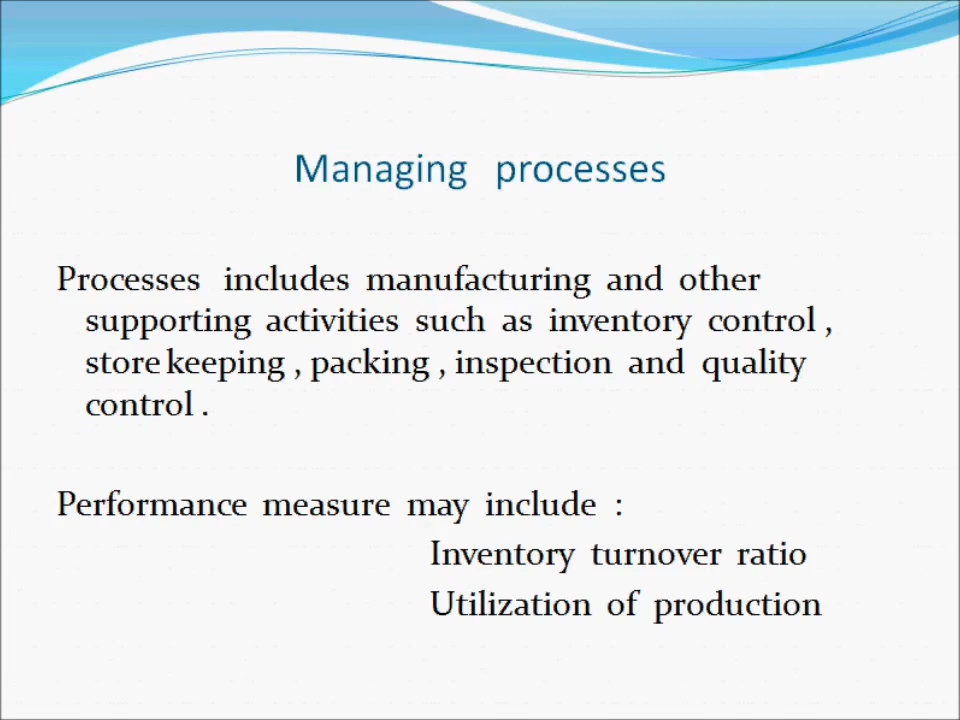 Managing processes
Processes includes manufacturing and other
supporting activities such as inventory control ,
store keeping , packing , inspection and quality
control .
Performance measure may include :
Inventory turnover ratio
Utilization of production